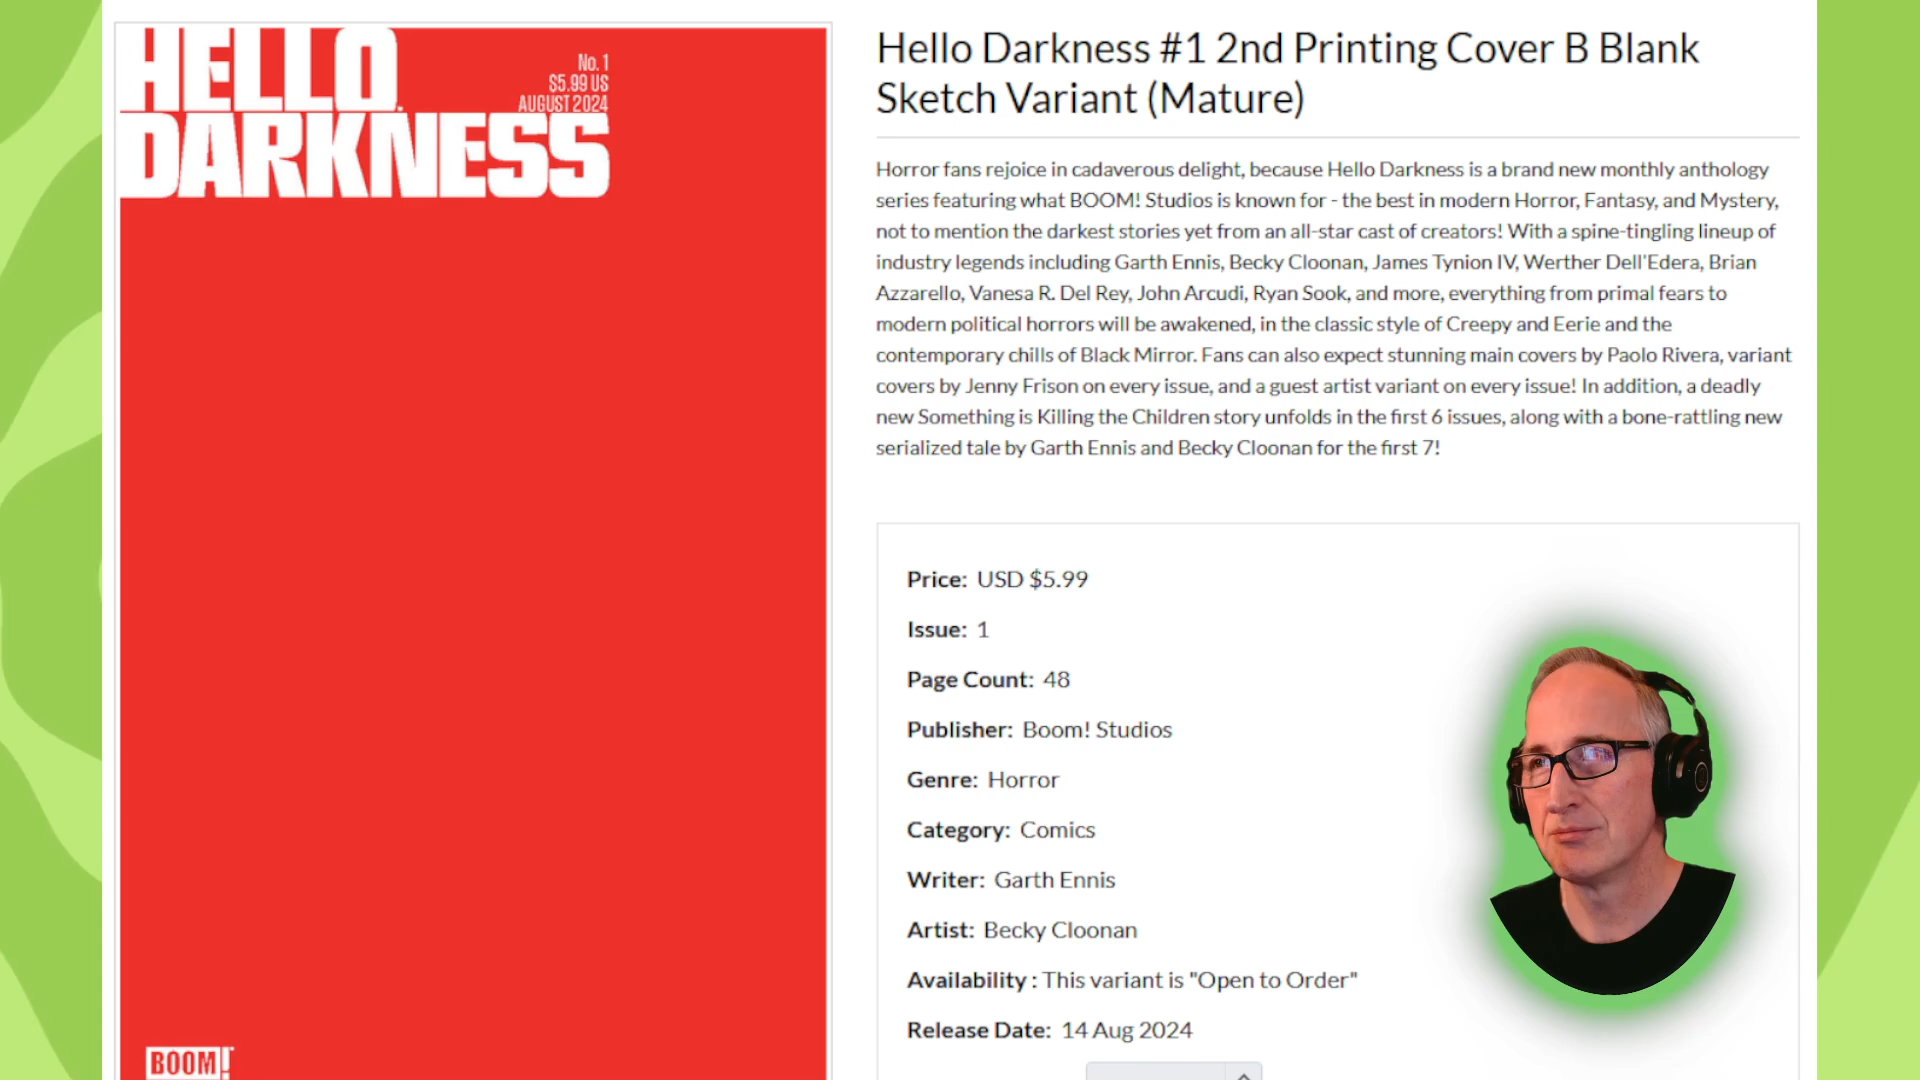 HELLO
DARKNESS
No. 1
$5.99 US
AUGUST 2024
BOOM!
Hello Darkness #1 2nd Printing Cover B Blank
Sketch Variant (Mature)
Horror fans rejoice in cadaverous delight, because Hello Darkness is a brand new monthly anthology
series featuring what BOOM! Studios is known for - the best in modern Horror, Fantasy, and Mystery,
not to mention the darkest stories yet from an all-star cast of creators! With a spine-tingling lineup of
industry legends including Garth Ennis, Becky Cloonan, James Tynion IV, Werther Dell'Edera, Brian
Azzarello, Vanesa R. Del Rey, John Arcudi, Ryan Sook, and more, everything from primal fears to
modern political horrors will be awakened, in the classic style of Creepy and Eerie and the
contemporary chills of Black Mirror. Fans can also expect stunning main covers by Paolo Rivera, variant
covers by Jenny Frison on every issue, and a guest artist variant on every issue! In addition, a deadly
new Something is Killing the Children story unfolds in the first 6 issues, along with a bone-rattling new
serialized tale by Garth Ennis and Becky Cloonan for the first 7!
Price: USD $5.99
Issue: 1
Page Count: 48
Publisher: Boom! Studios
Genre: Horror
Category: Comics
Writer: Garth Ennis
Artist: Becky Cloonan
Availability : This variant is "Open to Order"
Release Date: 14 Aug 2024